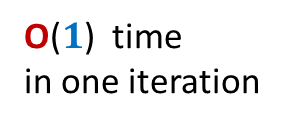 O(1) time
in one iteration